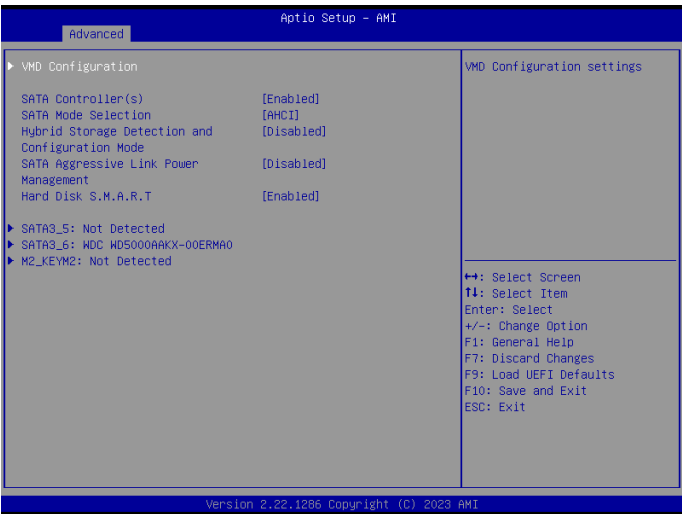 Aptio Setup – AMI
Advanced
VMD Configuration
SATA Controller(s) [Enabled]
SATA Mode Selection [AHCI]
Hybrid Storage Detection and [Disabled]
Configuration Mode
SATA Aggressive Link Power [Disabled]
Management
Hard Disk S.M.A.R.T [Enabled]
SATA3_5: Not Detected
SATA3_6: WDC WD5000AAKX-00ERMA0
M2_KEYM2: Not Detected
VMD Configuration settings
↔: Select Screen
↑↓: Select Item
Enter: Select
+/-: Change Option
F1: General Help
F7: Discard Changes
F9: Load UEFI Defaults
F10: Save and Exit
ESC: Exit
Version 2.22.1286 Copyright (C) 2023 AMI